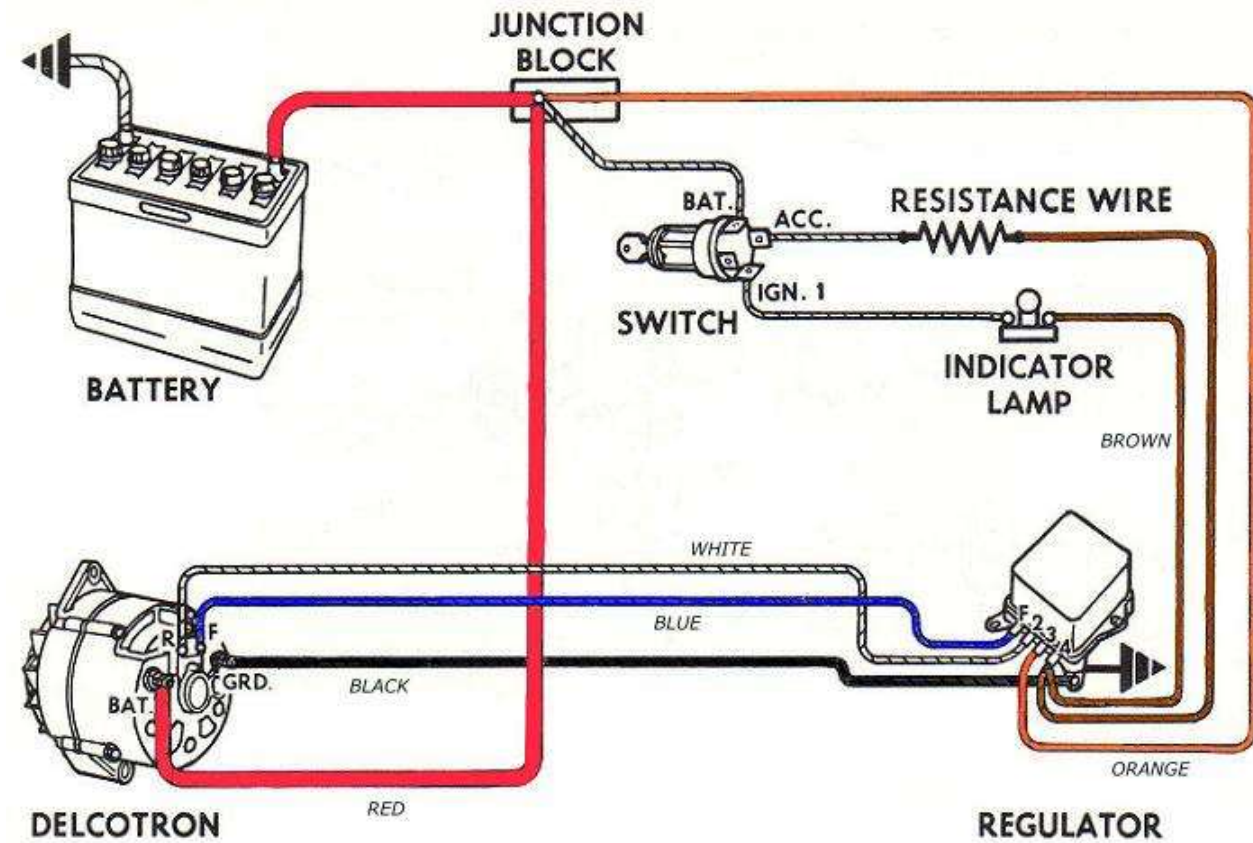 JUNCTION
BLOCK
BAT.
ACC.
RESISTANCE WIRE
IGN. 1
SWITCH
BATTERY
INDICATOR
LAMP
BROWN
WHITE
R
F
BLUE
F 2 3 4
GRD.
BLACK
BAT.
ORANGE
RED
DELCOTRON
REGULATOR